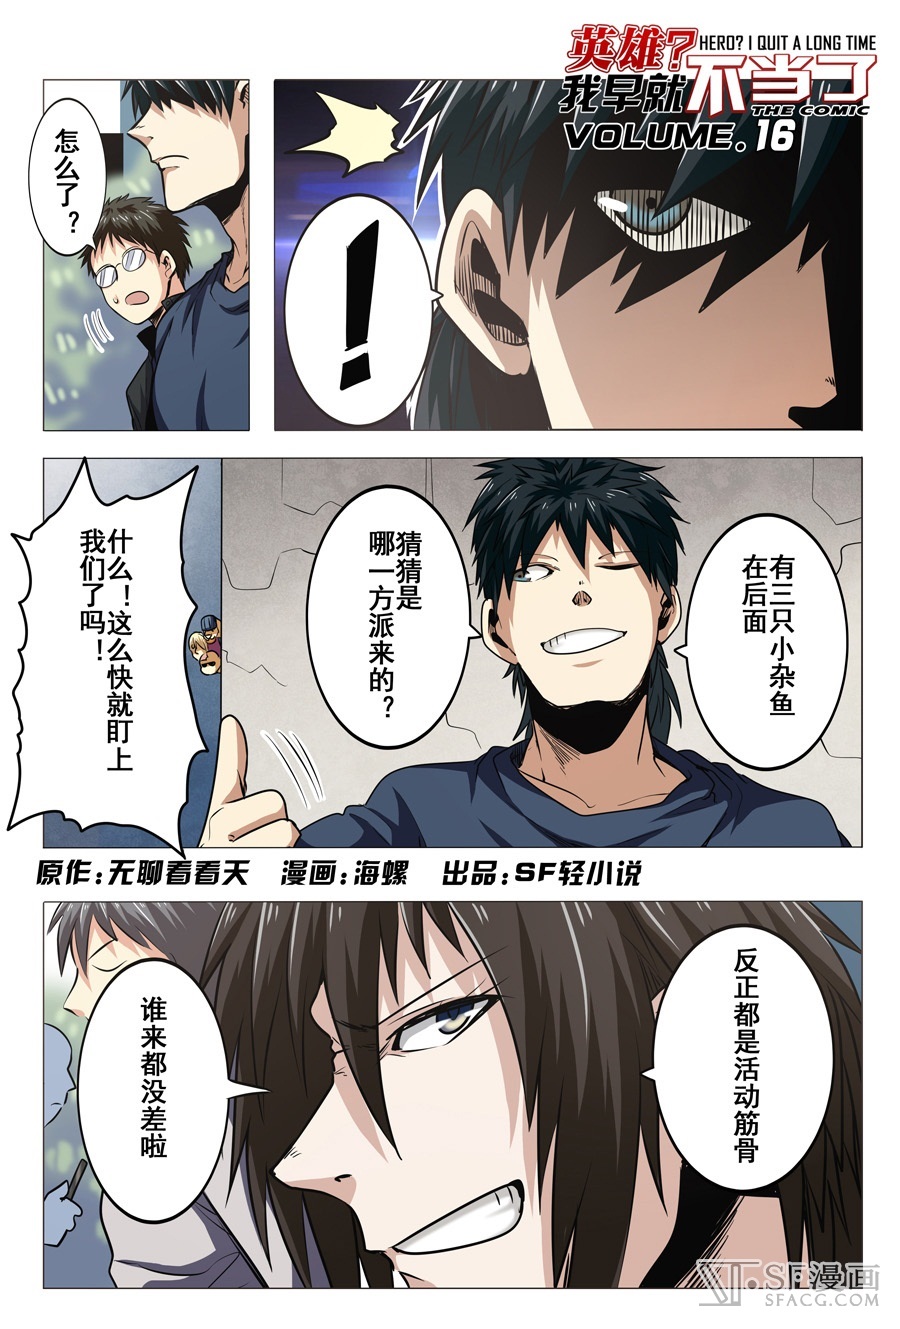 英雄?
HERO? I QUIT A LONG TIME
我早就不当了
THE COMIC
VOLUME. 16
！
怎么了？
有三只小杂鱼
在后面
猜猜是
哪一方派来的？
什么！这么快就盯上
我们了吗！
原作:无聊看看天 漫画:海螺 出品:SF轻小说
反正都是活动筋骨
谁来都没差啦
SF漫画
SFACG.COM